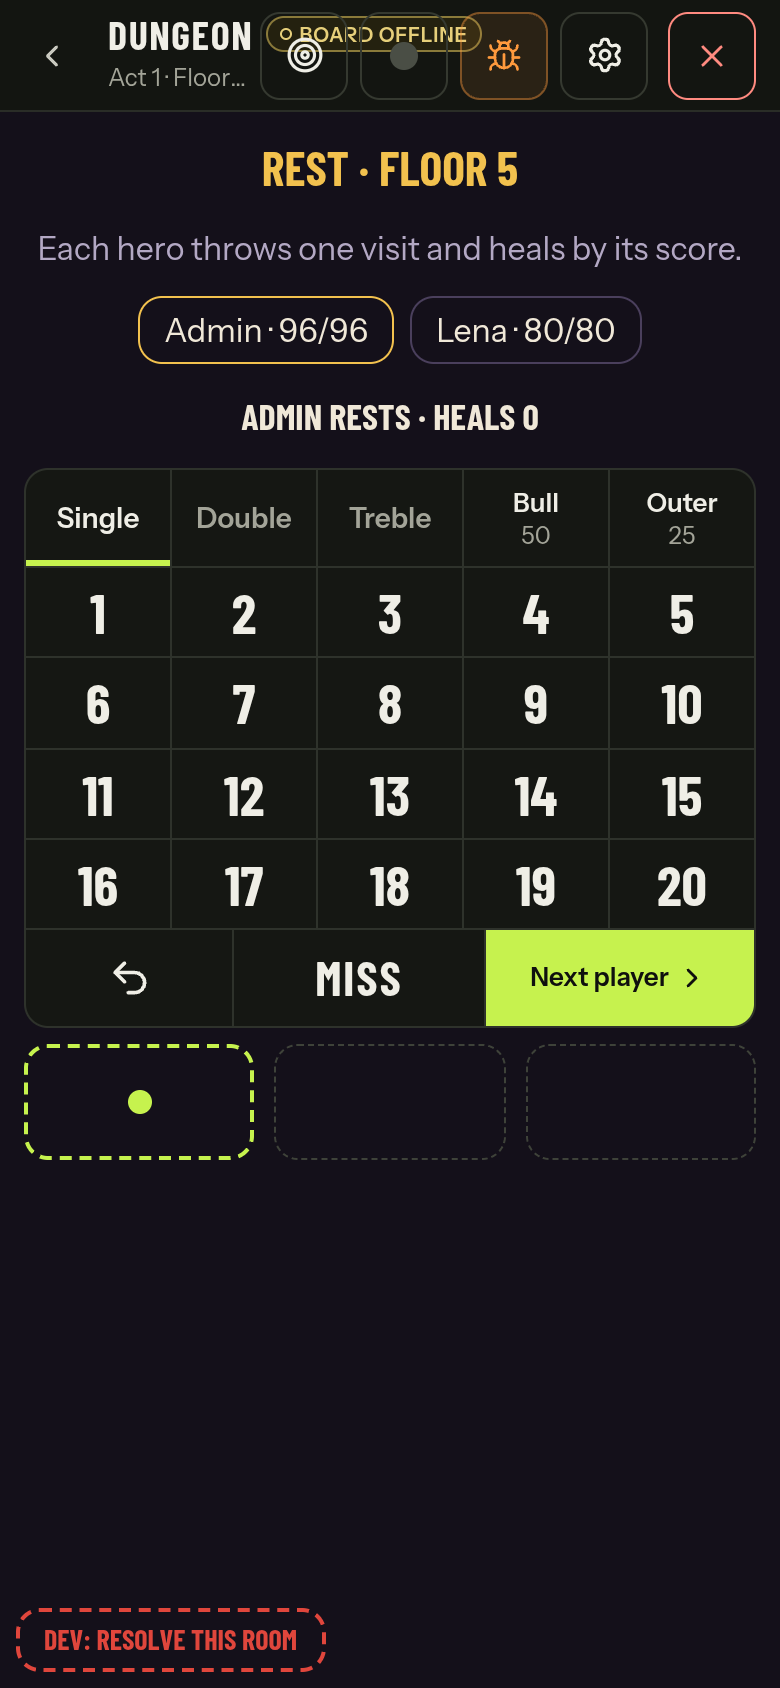 DUNGEON
BOARD OFFLINE
Act 1 · Floor...
REST · FLOOR 5
Each hero throws one visit and heals by its score.
Admin · 96/96
Lena · 80/80
ADMIN RESTS · HEALS 0
Single Double Treble Bull Outer
50 25
1 2 3 4 5
6 7 8 9 10
11 12 13 14 15
16 17 18 19 20
MISS Next player
DEV: RESOLVE THIS ROOM